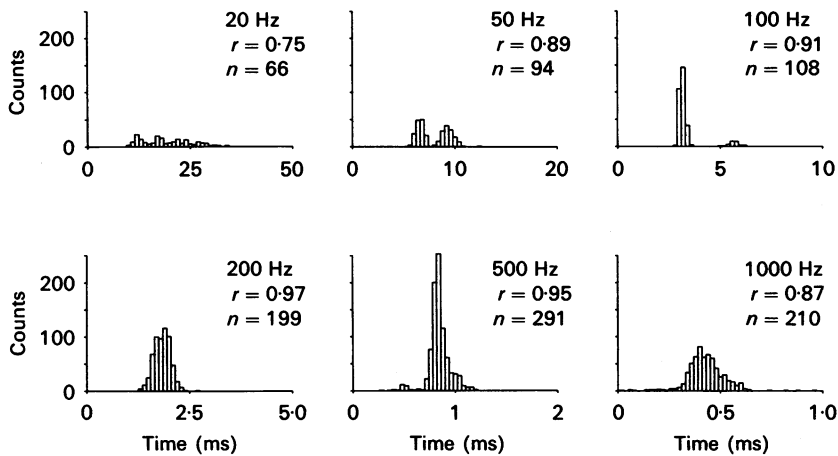 20 Hz
r = 0·75
n = 66
50 Hz
r = 0·89
n = 94
100 Hz
r = 0·91
n = 108
Counts
200
100
0
0 25 50
0 10 20
0 5 10
200 Hz
r = 0·97
n = 199
500 Hz
r = 0·95
n = 291
1000 Hz
r = 0·87
n = 210
Counts
200
100
0
0 2·5 5·0
0 1 2
0 0·5 1·0
Time (ms)
Time (ms)
Time (ms)